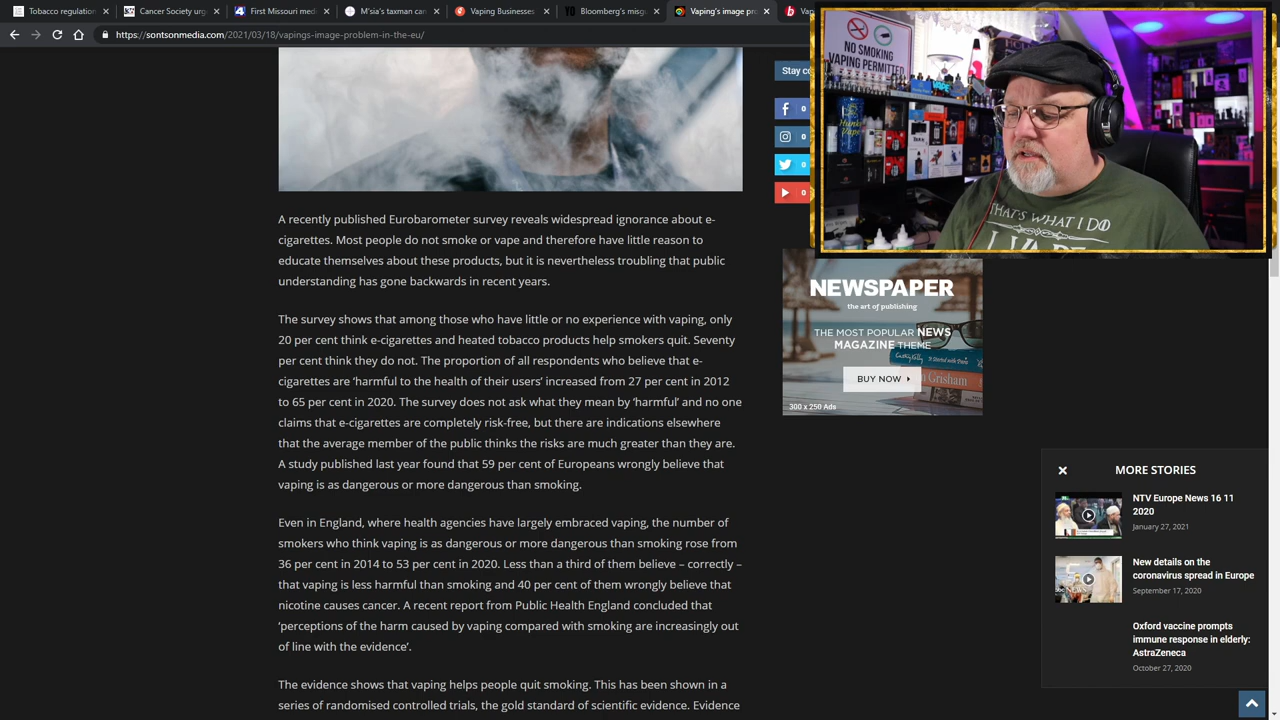 Tobacco regulation
Cancer Society urg
First Missouri medi
M'sia's taxman can
Vaping Businesses
Bloomberg's misgu
Vaping's image pro
Vap
https://sontsonmedia.com
image-problem-in-the-eu/
NO SMOKING
VAPING PERMITTED
VAPE
THAT'S WHAT I DO
I VAPE
Stay co
0
0
0
0
A recently published Eurobarometer survey reveals widespread ignorance about e-
cigarettes. Most people do not smoke or vape and therefore have little reason to
educate themselves about these products, but it is nevertheless troubling that public
understanding has gone backwards in recent years.
The survey shows that among those who have little or no experience with vaping, only
20 per cent think e-cigarettes and heated tobacco products help smokers quit. Seventy
per cent think they do not. The proportion of all respondents who believe that e-
cigarettes are ‘harmful to the health of their users’ increased from 27 per cent in 2012
to 65 per cent in 2020. The survey does not ask what they mean by ‘harmful’ and no one
claims that e-cigarettes are completely risk-free, but there are indications elsewhere
that the average member of the public thinks the risks are much greater than they are.
A study published last year found that 59 per cent of Europeans wrongly believe that
vaping is as dangerous or more dangerous than smoking.
Even in England, where health agencies have largely embraced vaping, the number of
smokers who think vaping is as dangerous or more dangerous than smoking rose from
36 per cent in 2014 to 53 per cent in 2020. Less than a third of them believe – correctly –
that vaping is less harmful than smoking and 40 per cent of them wrongly believe that
nicotine causes cancer. A recent report from Public Health England concluded that
‘perceptions of the harm caused by vaping compared with smoking are increasingly out
of line with the evidence’.
The evidence shows that vaping helps people quit smoking. This has been shown in a
series of randomised controlled trials, the gold standard of scientific evidence. Evidence
NEWSPAPER
the art of publishing
THE MOST POPULAR NEWS
MAGAZINE THEME
BUY NOW
Grisham
300 x 250 Ads
MORE STORIES
NTV Europe News 16 11
2020
January 27, 2021
New details on the
coronavirus spread in Europe
September 17, 2020
Oxford vaccine prompts
immune response in elderly:
AstraZeneca
October 27, 2020